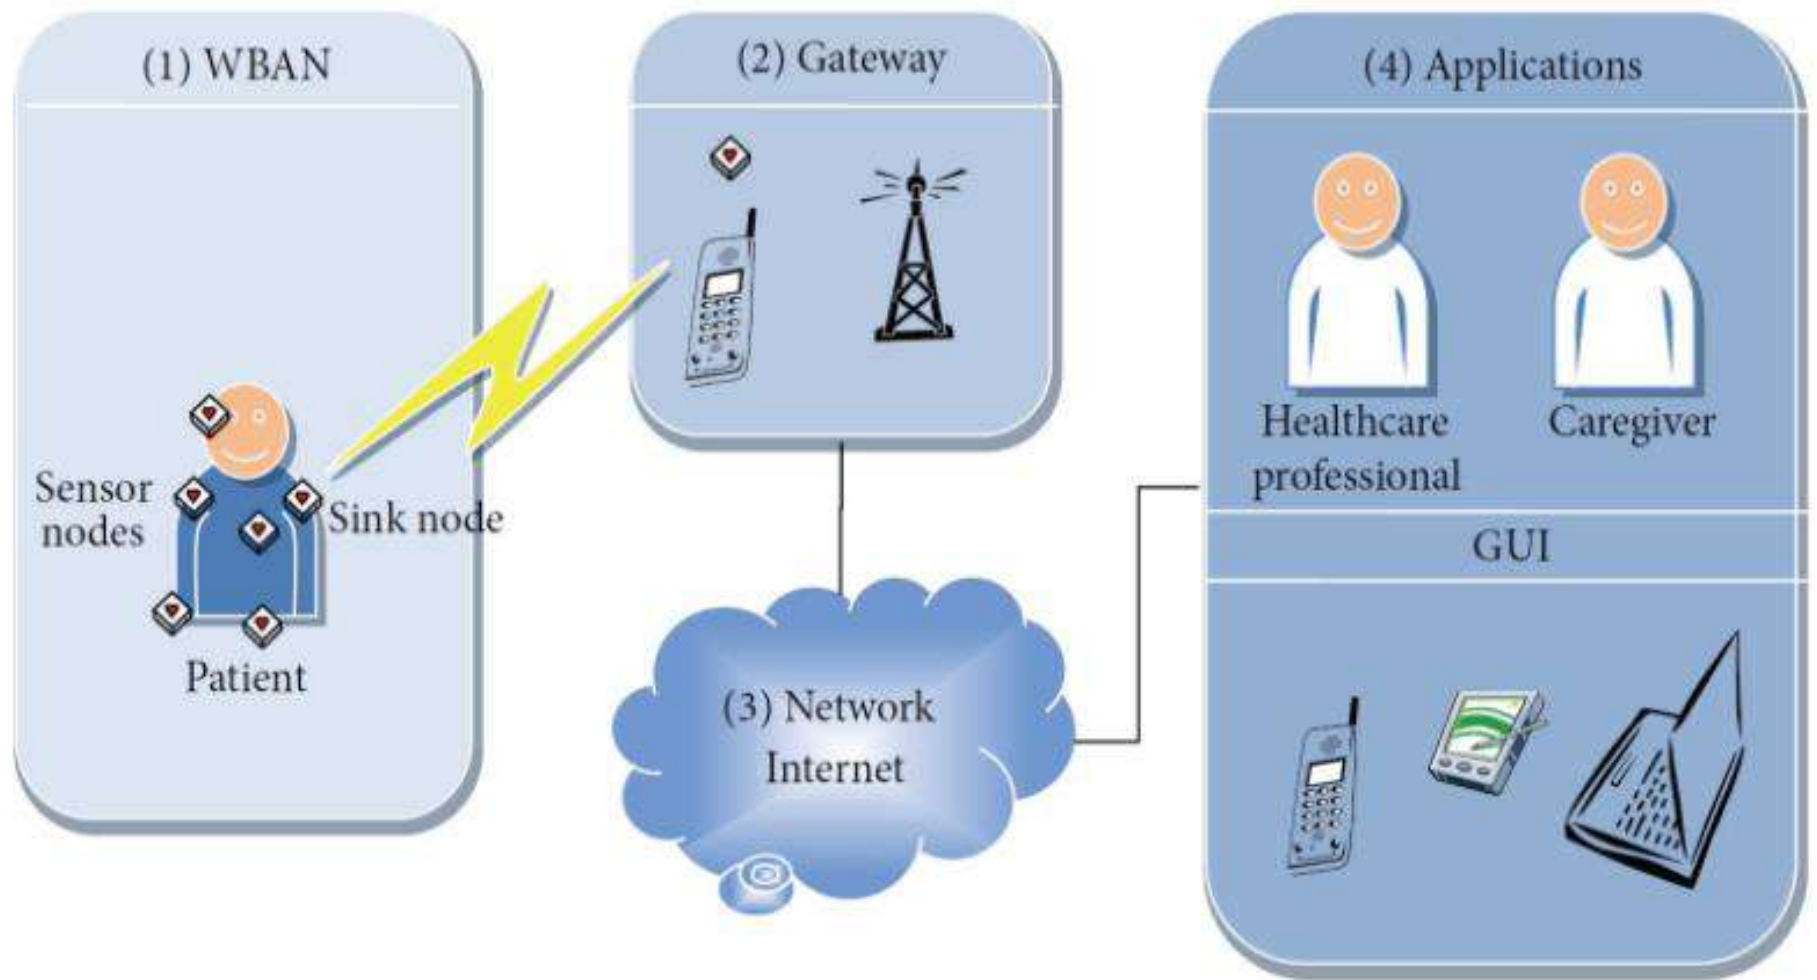 (1) WBAN
Sensor
nodes
Sink node
Patient
(2) Gateway
(3) Network
Internet
(4) Applications
Healthcare
professional
Caregiver
GUI